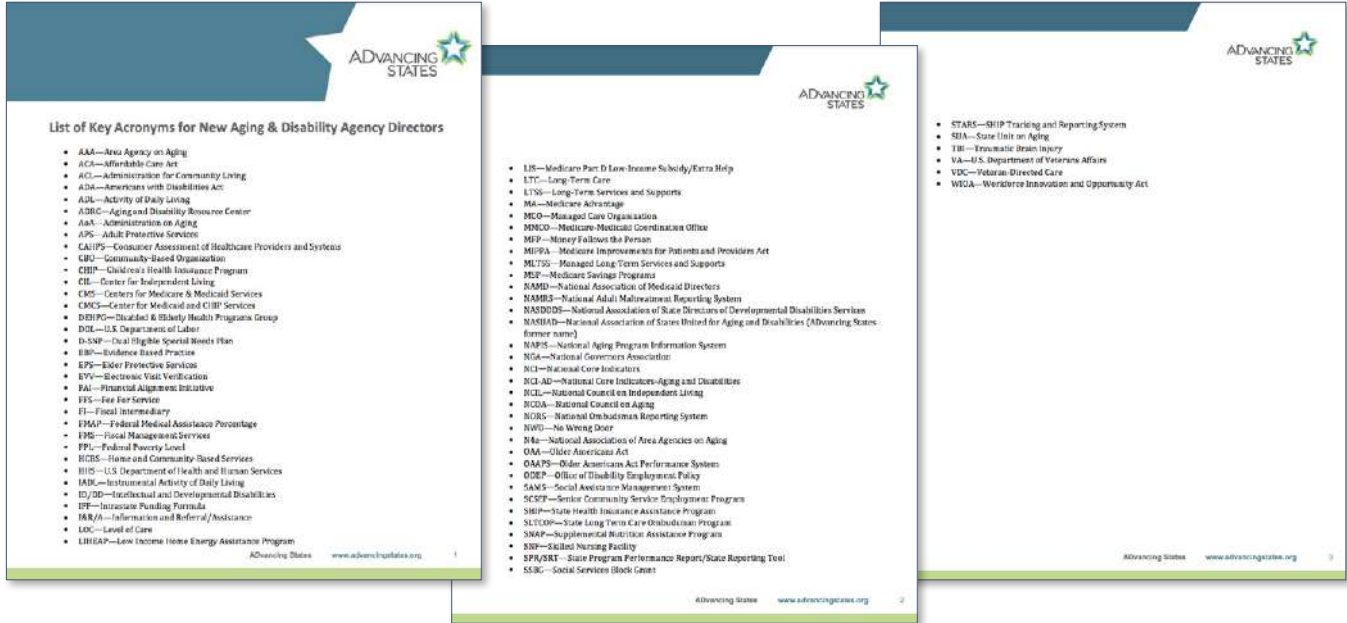 ADVANCING
STATES
List of Key Acronyms for New Aging & Disability Agency Directors
• AAA—Area Agency on Aging
• ACA—Affordable Care Act
• ACL—Administration for Community Living
• ADA—Americans with Disabilities Act
• ADL—Activity of Daily Living
• ADRC—Aging and Disability Resource Center
• AoA—Administration on Aging
• APS—Adult Protective Services
• CAHPS—Consumer Assessment of Healthcare Providers and Systems
• CBO—Community-Based Organization
• CHIP—Children's Health Insurance Program
• CIL—Center for Independent Living
• CMS—Centers for Medicare & Medicaid Services
• CMCS—Center for Medicaid and CHIP Services
• DEHPG—Disabled & Elderly Health Programs Group
• DOL—U.S. Department of Labor
• D-SNP—Dual Eligible Special Needs Plan
• EBP—Evidence Based Practice
• EPS—Elder Protective Services
• EVV—Electronic Visit Verification
• FAI—Financial Alignment Initiative
• FFS—Fee For Service
• FI—Fiscal Intermediary
• FMAP—Federal Medical Assistance Percentage
• FMS—Fiscal Management Services
• FPL—Federal Poverty Level
• HCBS—Home and Community-Based Services
• HHS—U.S. Department of Health and Human Services
• IADL—Instrumental Activity of Daily Living
• ID/DD—Intellectual and Developmental Disabilities
• IFF—Intrastate Funding Formula
• I&R/A—Information and Referral/Assistance
• LOC—Level of Care
• LIHEAP—Low Income Home Energy Assistance Program
ADvancing States www.advancingstates.org 1
ADVANCING
STATES
• LIS—Medicare Part D Low-Income Subsidy/Extra Help
• LTC—Long-Term Care
• LTSS—Long-Term Services and Supports
• MA—Medicare Advantage
• MCO—Managed Care Organization
• MMCO—Medicare-Medicaid Coordination Office
• MFP—Money Follows the Person
• MIPPA—Medicare Improvements for Patients and Providers Act
• MLTSS—Managed Long-Term Services and Supports
• MSP—Medicare Savings Programs
• NAMD—National Association of Medicaid Directors
• NAMRS—National Adult Maltreatment Reporting System
• NASDDDS—National Association of State Directors of Developmental Disabilities Services
• NASUAD—National Association of States United for Aging and Disabilities (ADvancing States
former name)
• NAPIS—National Aging Program Information System
• NGA—National Governors Association
• NCI—National Core Indicators
• NCI-AD—National Core Indicators-Aging and Disabilities
• NCIL—National Council on Independent Living
• NCOA—National Council on Aging
• NORS—National Ombudsman Reporting System
• NWD—No Wrong Door
• N4a—National Association of Area Agencies on Aging
• OAA—Older Americans Act
• OAAPS—Older Americans Act Performance System
• ODEP—Office of Disability Employment Policy
• SAMS—Social Assistance Management System
• SCSEP—Senior Community Service Employment Program
• SHIP—State Health Insurance Assistance Program
• SLTCOP—State Long Term Care Ombudsman Program
• SNAP—Supplemental Nutrition Assistance Program
• SNF—Skilled Nursing Facility
• SPR/SRT—State Program Performance Report/State Reporting Tool
• SSBG—Social Services Block Grant
ADvancing States www.advancingstates.org 2
ADVANCING
STATES
• STARS—SHIP Tracking and Reporting System
• SUA—State Unit on Aging
• TBI—Traumatic Brain Injury
• VA—U.S. Department of Veterans Affairs
• VDC—Veteran-Directed Care
• WIOA—Workforce Innovation and Opportunity Act
ADvancing States www.advancingstates.org 3